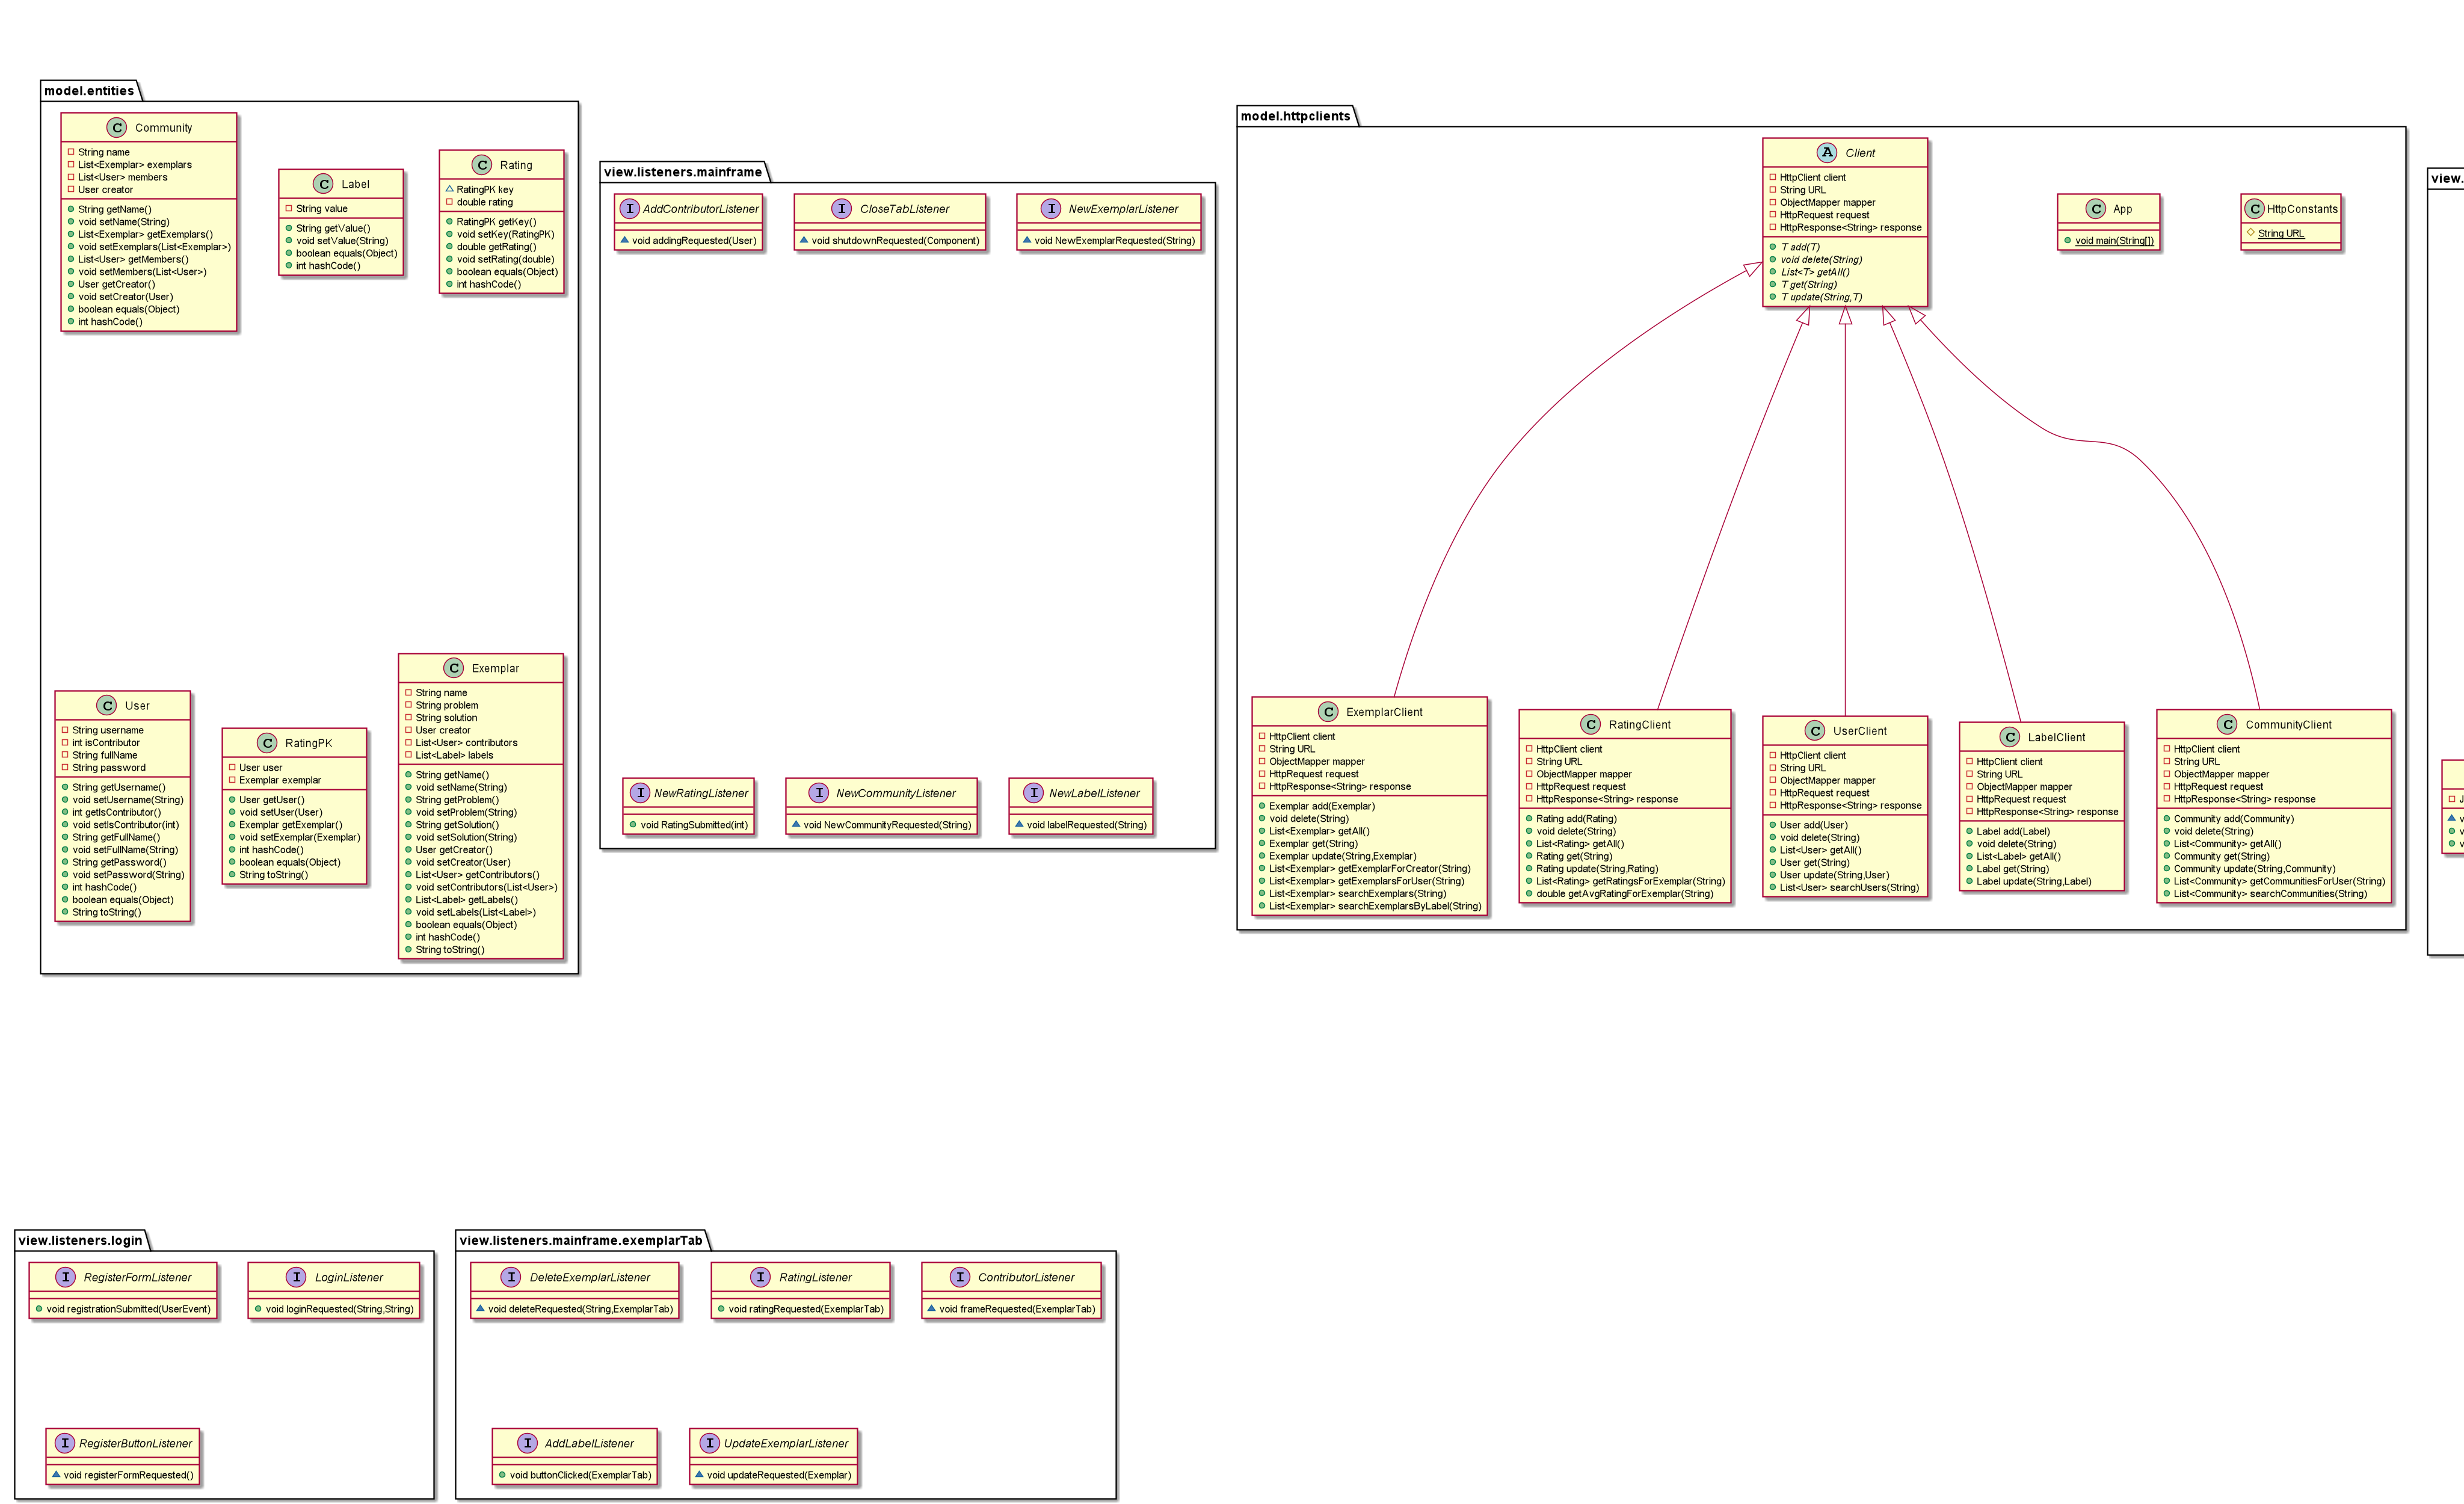 model.entities
C Community
String name
List<Exemplar> exemplars
List<User> members
User creator
String getName()
void setName(String)
List<Exemplar> getExemplars()
void setExemplars(List<Exemplar>)
List<User> getMembers()
void setMembers(List<User>)
User getCreator()
void setCreator(User)
boolean equals(Object)
int hashCode()
C Label
String value
String getValue()
void setValue(String)
boolean equals(Object)
int hashCode()
C Rating
RatingPK key
double rating
RatingPK getKey()
void setKey(RatingPK)
double getRating()
void setRating(double)
boolean equals(Object)
int hashCode()
C User
String username
int isContributor
String fullName
String password
String getUsername()
void setUsername(String)
int getIsContributor()
void setIsContributor(int)
String getFullName()
void setFullName(String)
String getPassword()
void setPassword(String)
int hashCode()
boolean equals(Object)
String toString()
C RatingPK
User user
Exemplar exemplar
User getUser()
void setUser(User)
Exemplar getExemplar()
void setExemplar(Exemplar)
int hashCode()
boolean equals(Object)
String toString()
C Exemplar
String name
String problem
String solution
User creator
List<User> contributors
List<Label> labels
String getName()
void setName(String)
String getProblem()
void setProblem(String)
String getSolution()
void setSolution(String)
User getCreator()
void setCreator(User)
List<User> getContributors()
void setContributors(List<User>)
List<Label> getLabels()
void setLabels(List<Label>)
boolean equals(Object)
int hashCode()
String toString()
view.listeners.mainframe
I AddContributorListener
void addingRequested(User)
I CloseTabListener
void shutdownRequested(Component)
I NewExemplarListener
void NewExemplarRequested(String)
I NewRatingListener
void RatingSubmitted(int)
I NewCommunityListener
void NewCommunityRequested(String)
I NewLabelListener
void labelRequested(String)
model.httpclients
A Client
HttpClient client
String URL
ObjectMapper mapper
HttpRequest request
HttpResponse<String> response
T add(T)
void delete(String)
List<T> getAll()
T get(String)
T update(String,T)
C App
void main(String[])
C HttpConstants
String URL
C ExemplarClient
HttpClient client
String URL
ObjectMapper mapper
HttpRequest request
HttpResponse<String> response
Exemplar add(Exemplar)
void delete(String)
List<Exemplar> getAll()
Exemplar get(String)
Exemplar update(String,Exemplar)
List<Exemplar> getExemplarForCreator(String)
List<Exemplar> getExemplarsForUser(String)
List<Exemplar> searchExemplars(String)
List<Exemplar> searchExemplarsByLabel(String)
C RatingClient
HttpClient client
String URL
ObjectMapper mapper
HttpRequest request
HttpResponse<String> response
Rating add(Rating)
void delete(String)
List<Rating> getAll()
Rating get(String)
Rating update(String,Rating)
List<Rating> getRatingsForExemplar(String)
double getAvgRatingForExemplar(String)
C UserClient
HttpClient client
String URL
ObjectMapper mapper
HttpRequest request
HttpResponse<String> response
User add(User)
void delete(String)
List<User> getAll()
User get(String)
User update(String,User)
List<User> searchUsers(String)
C LabelClient
HttpClient client
String URL
ObjectMapper mapper
HttpRequest request
HttpResponse<String> response
Label add(Label)
void delete(String)
List<Label> getAll()
Label get(String)
Label update(String,Label)
C CommunityClient
HttpClient client
String URL
ObjectMapper mapper
HttpRequest request
HttpResponse<String> response
Community add(Community)
void delete(String)
List<Community> getAll()
Community get(String)
Community update(String,Community)
List<Community> getCommunitiesForUser(String)
List<Community> searchCommunities(String)
view.
view.listeners.login
I RegisterFormListener
void registrationSubmitted(UserEvent)
I LoginListener
void loginRequested(String,String)
I RegisterButtonListener
void registerFormRequested()
view.listeners.mainframe.exemplarTab
I DeleteExemplarListener
void deleteRequested(String,ExemplarTab)
I RatingListener
void ratingRequested(ExemplarTab)
I ContributorListener
void frameRequested(ExemplarTab)
I AddLabelListener
void buttonClicked(ExemplarTab)
I UpdateExemplarListener
void updateRequested(Exemplar)